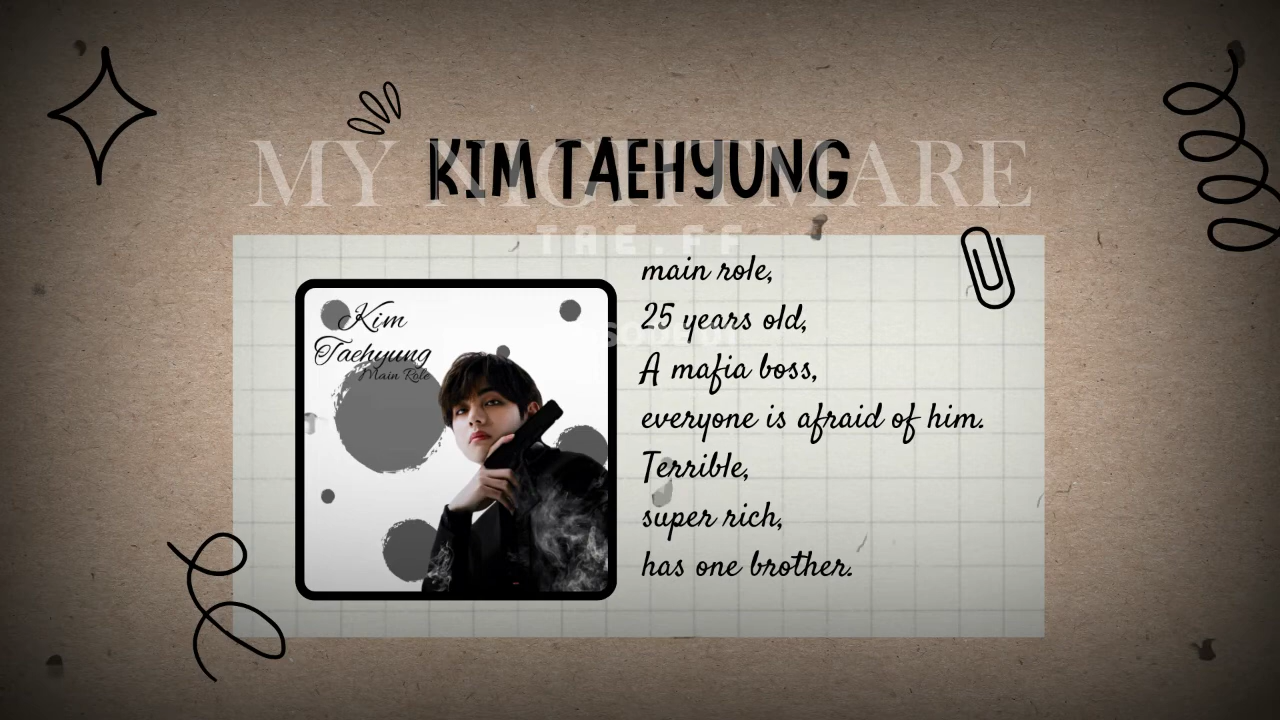 MY NIGHTMARE
KIM TAEHYUNG
TAE.FF
Kim
Taehyung
Main Role
main role,
25 years old,
A mafia boss,
everyone is afraid of him.
Terrible,
super rich,
has one brother.